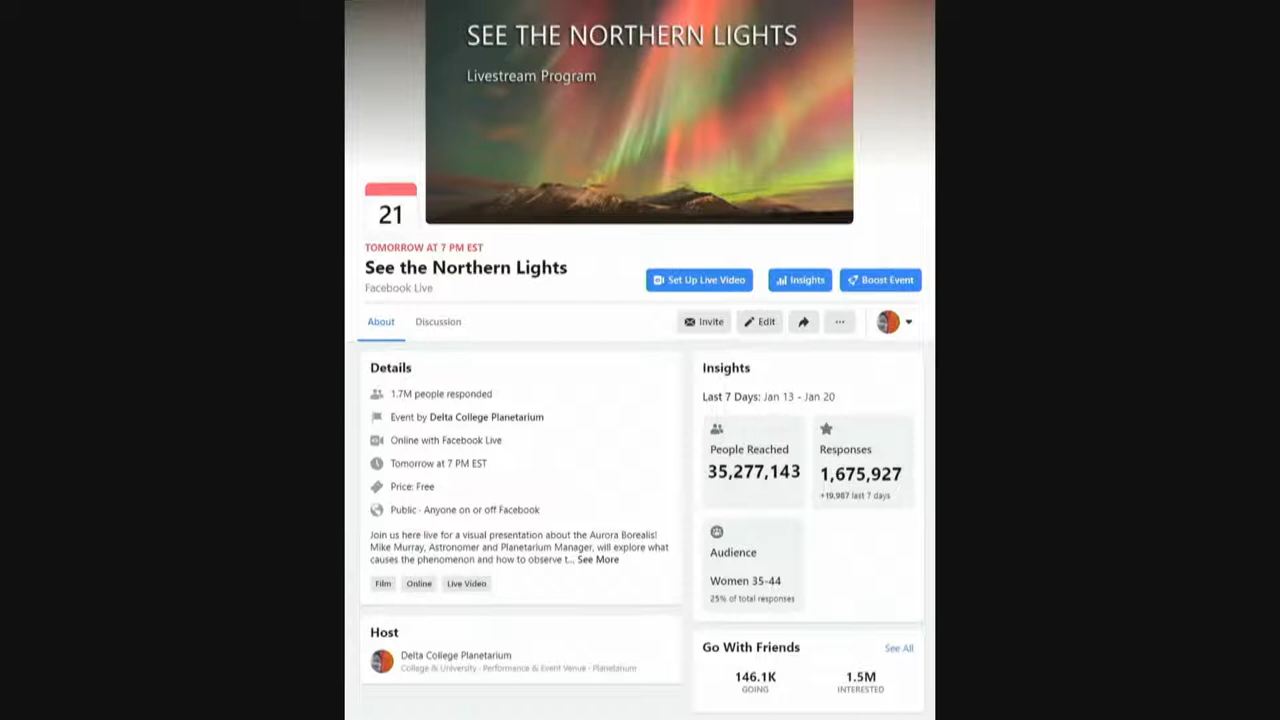 SEE THE NORTHERN LIGHTS
Livestream Program
21
TOMORROW AT 7 PM EST
See the Northern Lights
Facebook Live
Set Up Live Video
Insights
Boost Event
About
Discussion
Invite
Edit
...
Details
1.7M people responded
Event by Delta College Planetarium
Online with Facebook Live
Tomorrow at 7 PM EST
Price: Free
Public · Anyone on or off Facebook
Join us here live for a visual presentation about the Aurora Borealis!
Mike Murray, Astronomer and Planetarium Manager, will explore what
causes the phenomenon and how to observe t... See More
Film
Online
Live Video
Host
Delta College Planetarium
College & University · Performance & Event Venue · Planetarium
Insights
Last 7 Days: Jan 13 - Jan 20
People Reached
35,277,143
Responses
1,675,927
+19,987 last 7 days
Audience
Women 35-44
25% of total responses
Go With Friends
See All
146.1K
GOING
1.5M
INTERESTED